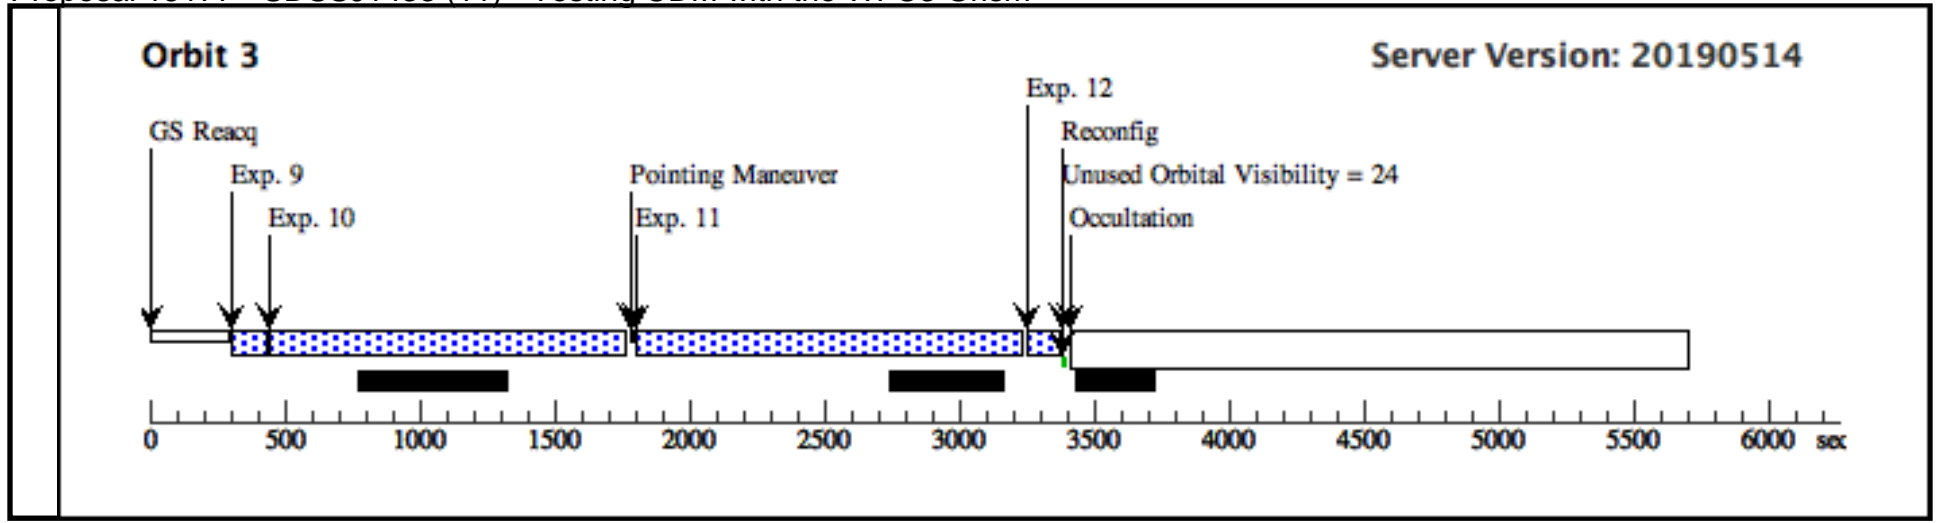 Orbit 3
Server Version: 20190514
Exp. 12
GS Reacq
Reconfig
Exp. 9
Pointing Maneuver
Unused Orbital Visibility = 24
Exp. 10
Exp. 11
Occultation
0 500 1000 1500 2000 2500 3000 3500 4000 4500 5000 5500 6000 sec